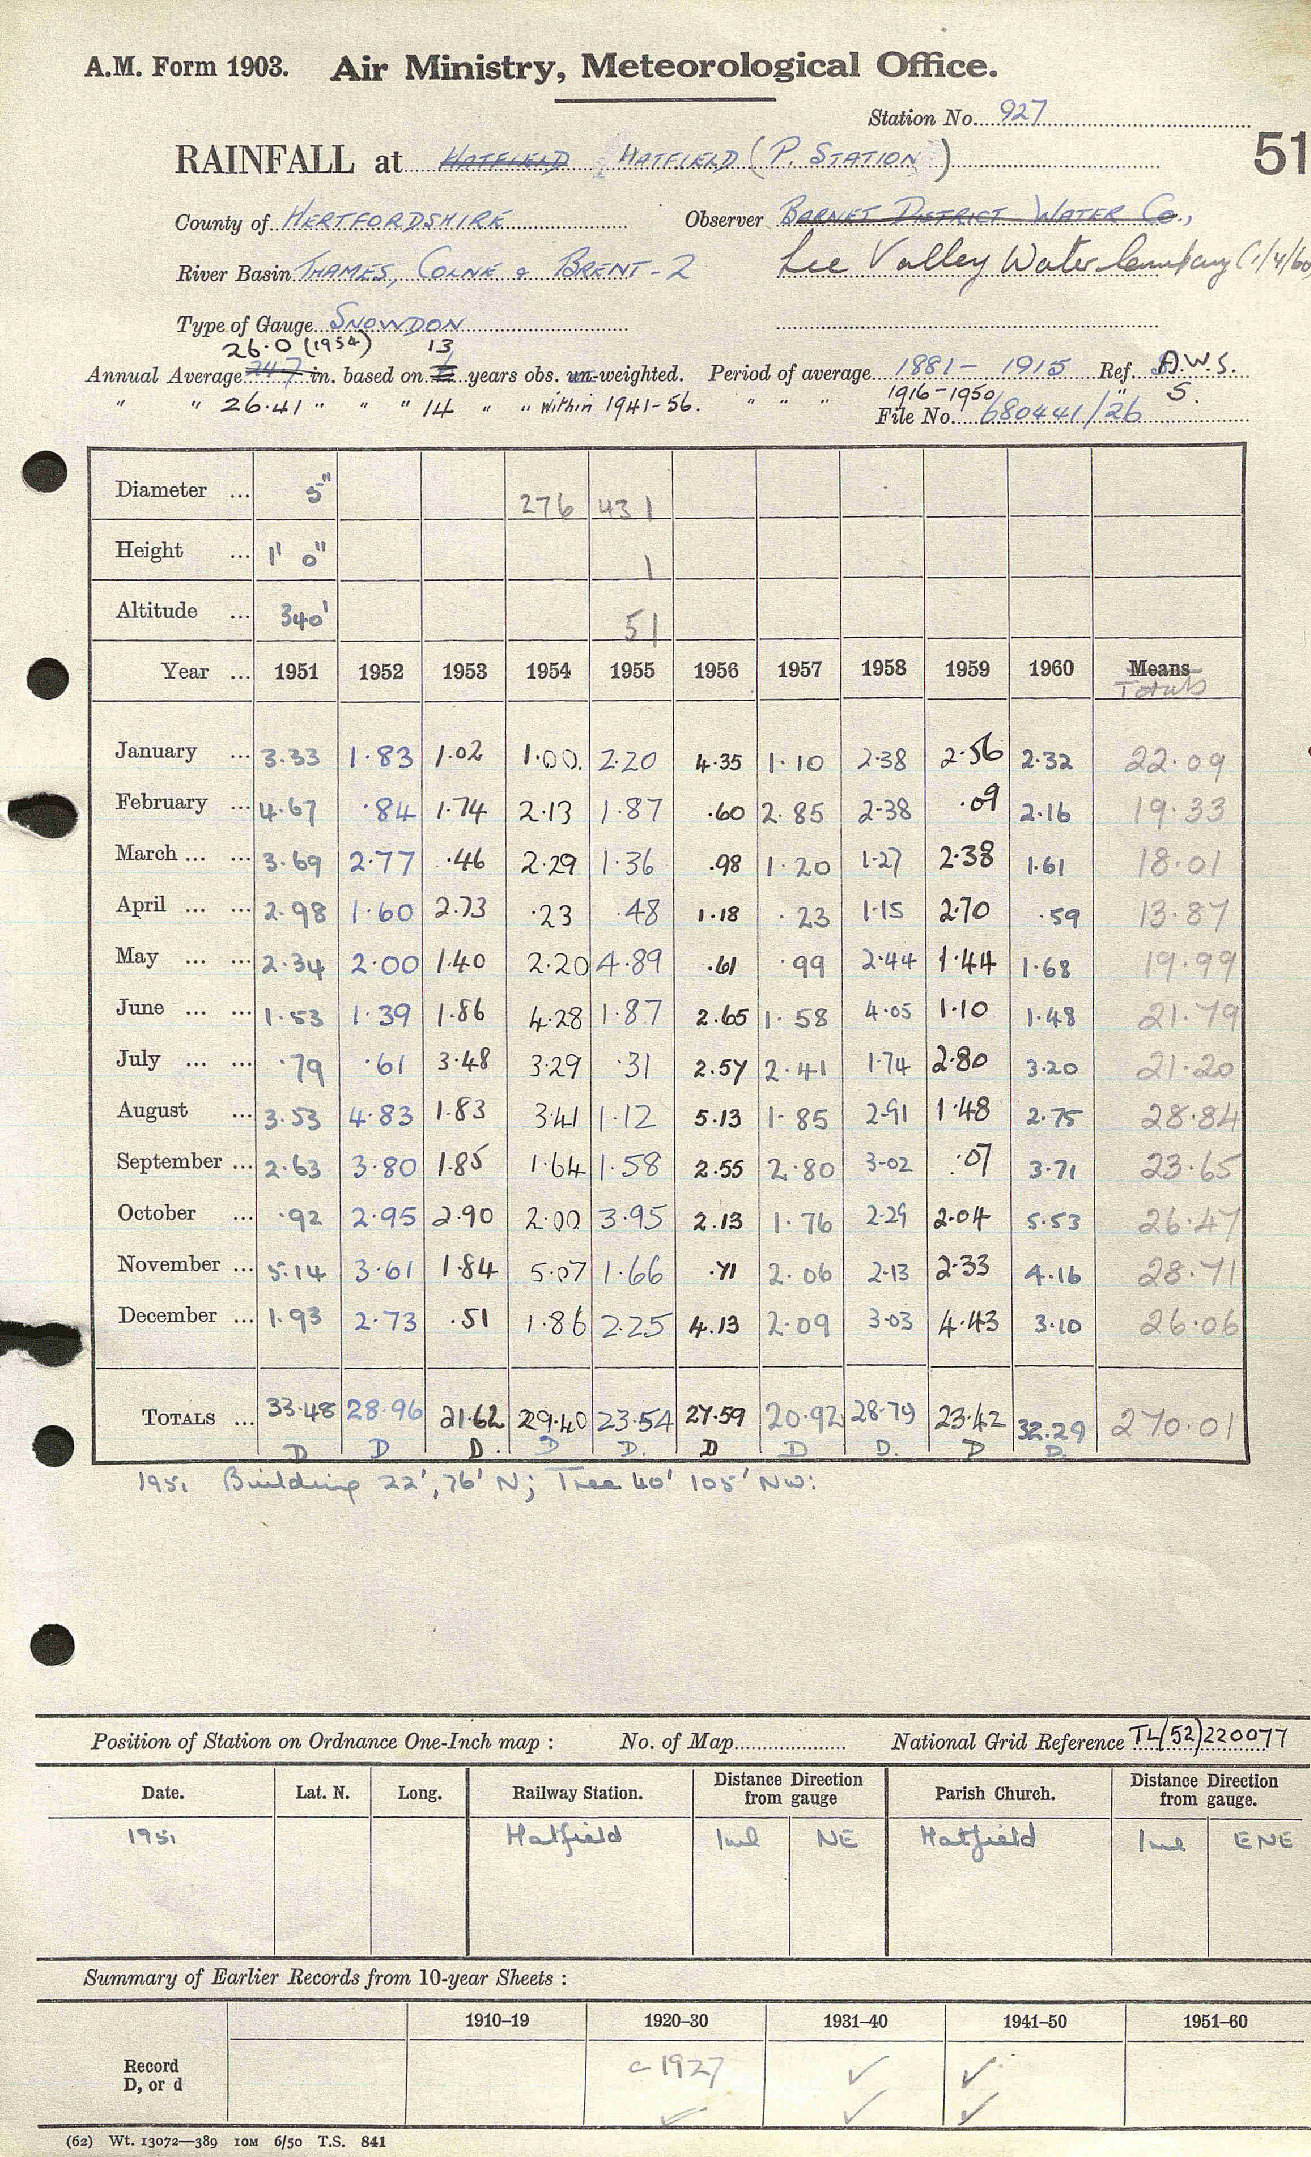 A.M. Form 1903. Air Ministry, Meteorological Office.
Station No. 927
51
RAINFALL at HATFIELD HATFIELD (P. STATION)
County of HERTFORDSHIRE Observer BARNET DISTRICT WATER Co.,
River Basin THAMES, COLNE & BRENT-2 Lee Valley Water Company (1/4/60)
Type of Gauge SNOWDON
26.0 (1954) 13
Annual Average 24.7 in. based on years obs. un-weighted. Period of average 1881- 1915 Ref. A.W.S.
" " 26.41 " " " 14 " " within 1941-56. " " " 1916-1950 " S.
File No. 680441/26
Diameter ... 5" 276 431
Height ... 1' 0" 1
Altitude ... 340' 51
Year ... 1951 1952 1953 1954 1955 1956 1957 1958 1959 1960 Means
Totals
January ... 3.33 1.83 1.02 1.00 2.20 4.35 1.10 2.38 2.56 2.32 22.09
February ... 4.67 .84 1.74 2.13 1.87 .60 2.85 2.38 .09 2.16 19.33
March ... ... 3.69 2.77 .46 2.29 1.36 .98 1.20 1.27 2.38 1.61 18.01
April ... ... 2.98 1.60 2.73 .23 .48 1.18 .23 1.15 2.70 .59 13.87
May ... ... 2.34 2.00 1.40 2.20 4.89 .61 .99 2.44 1.44 1.68 19.99
June ... ... 1.53 1.39 1.86 4.28 1.87 2.65 1.58 4.05 1.10 1.48 21.79
July ... ... .79 .61 3.48 3.29 .31 2.57 2.41 1.74 2.80 3.20 21.20
August ... 3.53 4.83 1.83 3.41 1.12 5.13 1.85 2.91 1.48 2.75 28.84
September ... 2.63 3.80 1.85 1.64 1.58 2.55 2.80 3.02 .07 3.71 23.65
October ... .92 2.95 2.90 2.00 3.95 2.13 1.76 2.29 2.04 5.53 26.47
November ... 5.14 3.61 1.84 5.07 1.66 .71 2.06 2.13 2.33 4.16 28.71
December ... 1.93 2.73 .51 1.86 2.25 4.13 2.09 3.03 4.43 3.10 26.06
TOTALS ... 33.48 28.96 21.62 29.40 23.54 27.59 20.92 28.79 23.42 32.29 270.01
D D D. D D. D D D. D D.
1951 Building 22', 76' N; Tree 40' 105' NW:
Position of Station on Ordnance One-Inch map : No. of Map National Grid Reference TL(52)220077
Date. Lat. N. Long. Railway Station. Distance Direction from gauge Parish Church. Distance Direction from gauge.
1951 Hatfield 1ml NE Hatfield 1ml ENE
Summary of Earlier Records from 10-year Sheets :
1910–19 1920–30 1931–40 1941–50 1951–60
Record c 1927 ✓ ✓
D, or d ✓ ✓ ✓
(62) Wt. 13072—389 10M 6/50 T.S. 841